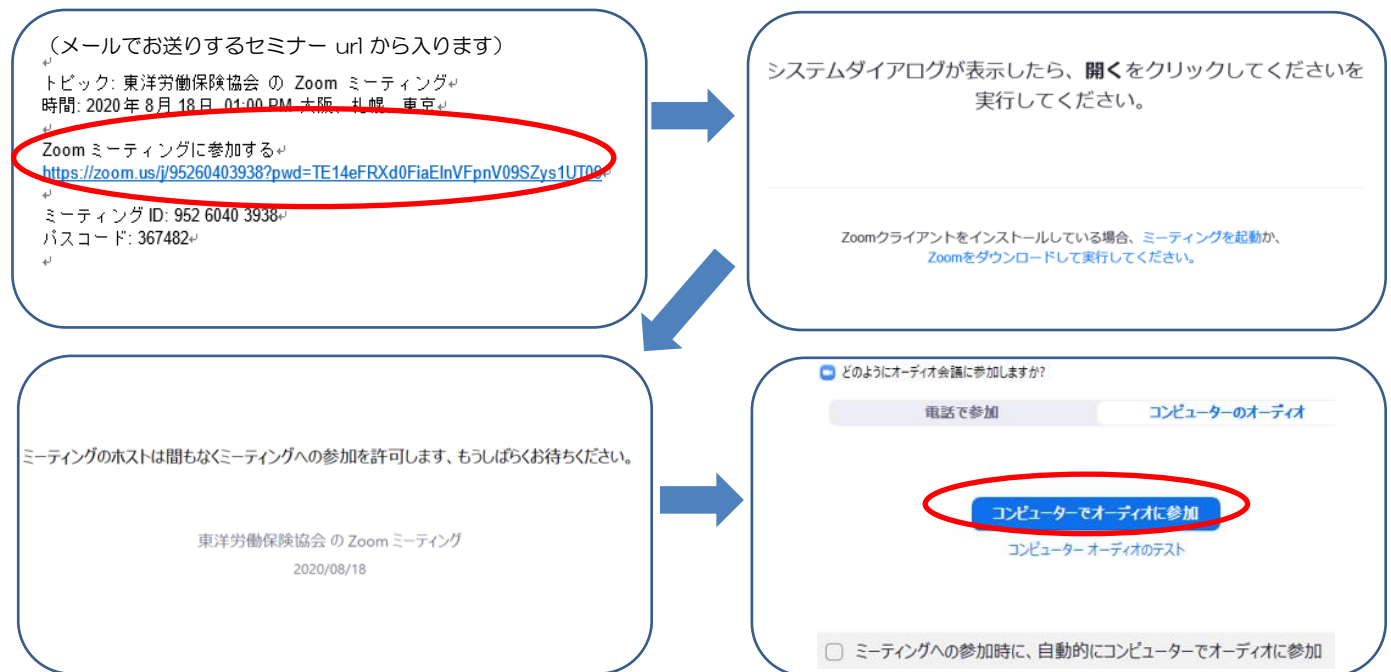 （メールでお送りするセミナー url から入ります）
トピック: 東洋労働保険協会 の Zoom ミーティング
時間: 2020 年 8 月 18 日 01:00 PM 大阪、札幌、東京
Zoom ミーティングに参加する
https://zoom.us/j/95260403938?pwd=TE14eFRXd0FiaElnVFpnV09SZys1UT09
ミーティング ID: 952 6040 3938
パスコード: 367482
システムダイアログが表示したら、開くをクリックしてくださいを
実行してください。
Zoomクライアントをインストールしている場合、ミーティングを起動か、
Zoomをダウンロードして実行してください。
ミーティングのホストは間もなくミーティングへの参加を許可します、もうしばらくお待ちください。
東洋労働保険協会 の Zoom ミーティング
2020/08/18
どのようにオーディオ会議に参加しますか?
電話で参加 コンピューターのオーディオ
コンピューターでオーディオに参加
コンピューター オーディオのテスト
ミーティングへの参加時に、自動的にコンピューターでオーディオに参加